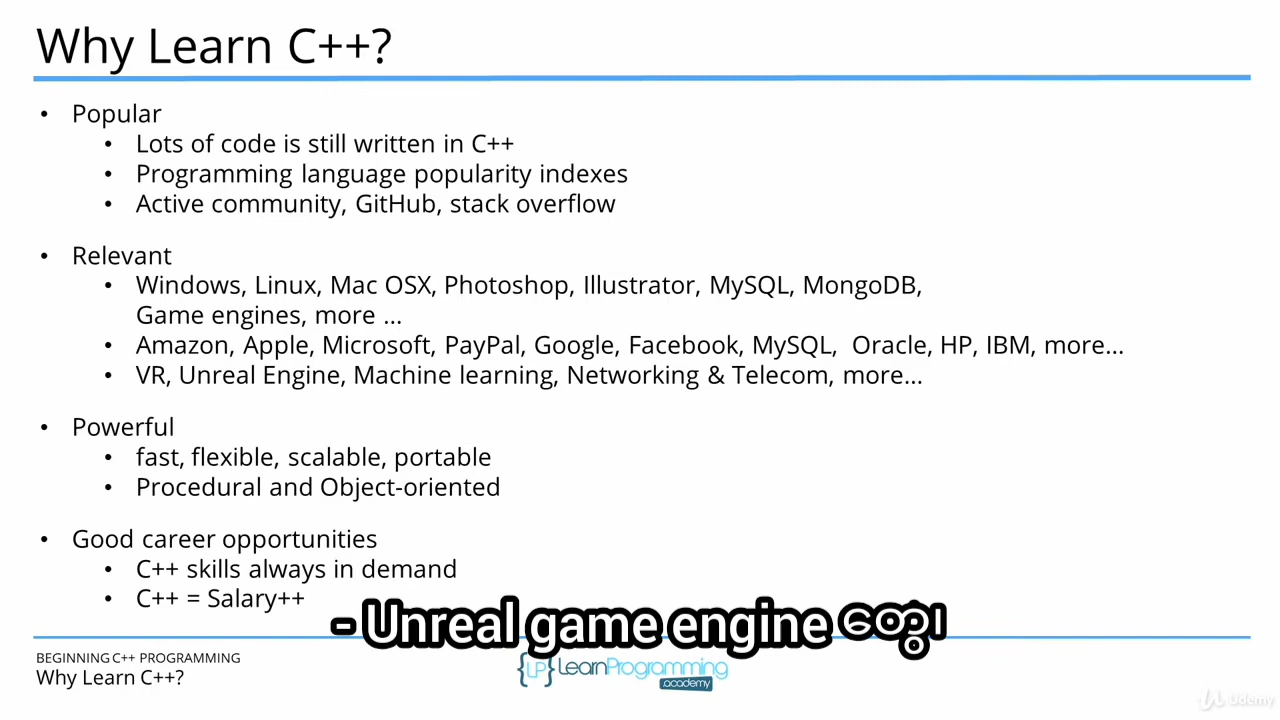 Why Learn C++?
• Popular
• Lots of code is still written in C++
• Programming language popularity indexes
• Active community, GitHub, stack overflow
• Relevant
• Windows, Linux, Mac OSX, Photoshop, Illustrator, MySQL, MongoDB,
Game engines, more ...
• Amazon, Apple, Microsoft, PayPal, Google, Facebook, MySQL,  Oracle, HP, IBM, more...
• VR, Unreal Engine, Machine learning, Networking & Telecom, more...
• Powerful
• fast, flexible, scalable, portable
• Procedural and Object-oriented
• Good career opportunities
• C++ skills always in demand
• C++ = Salary++
- Unreal game engine တွေ၊
BEGINNING C++ PROGRAMMING
Why Learn C++?
{LP} LearnProgramming
.academy
Udemy